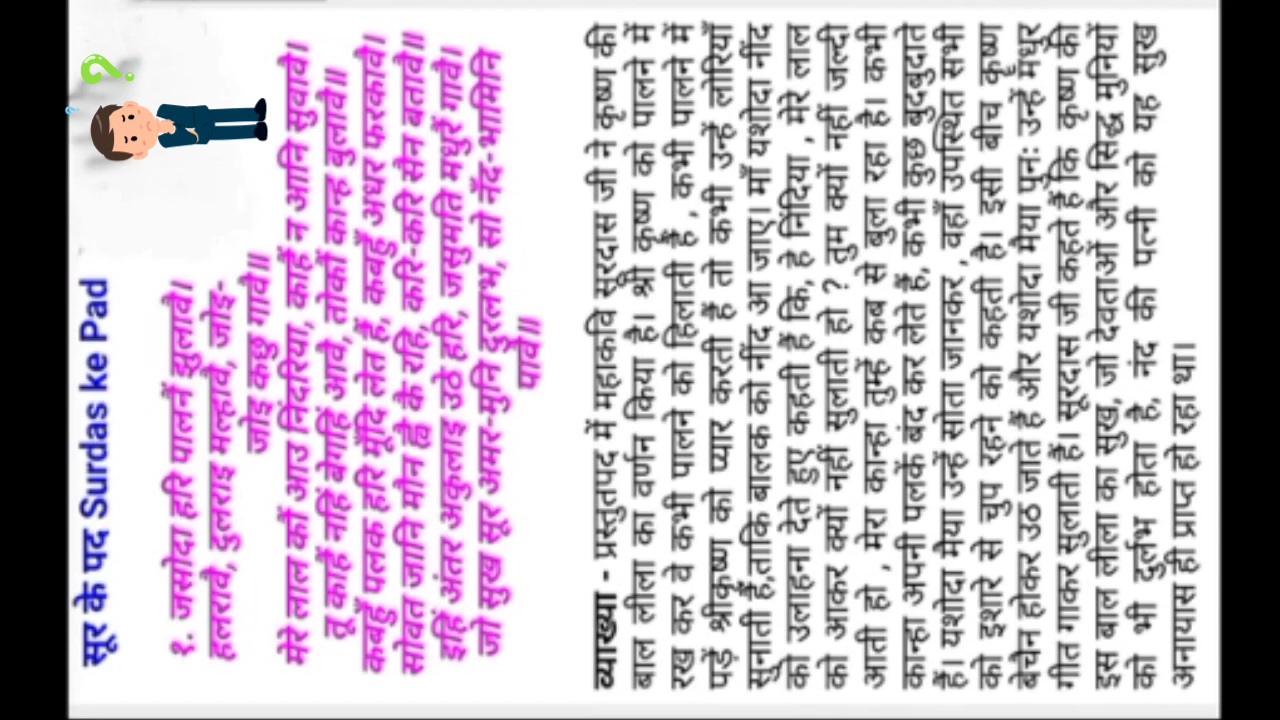 सूर के पद Surdas ke Pad
१. जसोदा हरि पालनें झुलावै।
हलरावै, दुलराइ मल्हावै, जोइ-
जोइ कछु गावै॥
मेरे लाल कौं आउ निंदरिया, काहैं न आनि सुवावै।
तू काहैं नहिं बेगहिं आवै, तोकौं कान्ह बुलावै॥
कबहुँ पलक हरि मूँदि लेत हैं, कबहुँ अधर फरकावै।
सोवत जानि मौन ह्वै कै रहि, करि-करि सैन बतावै॥
इहिं अंतर अकुलाइ उठे हरि, जसुमति मधुरैं गावै।
जो सुख सूर अमर-मुनि दुरलभ, सो नँद-भामिनि
पावै॥
व्याख्या - प्रस्तुतपद में महाकवि सूरदास जी ने कृष्ण की
बाल लीला का वर्णन किया है। श्री कृष्ण को पालने में
रख कर वे कभी पालने को हिलाती है, कभी पालने में
पड़ें श्रीकृष्ण को प्यार करती हैं तो कभी उन्हें लोरियाँ
सुनाती हैं,ताकि बालक को नींद आ जाए। माँ यशोदा नींद
को उलाहना देते हुए कहती हैं कि, हे निंदिया , मेरे लाल
को आकर क्यों नहीं सुलाती हो ? तुम क्यों नहीं जल्दी
आती हो , मेरा कान्हा तुम्हें कब से बुला रहा है। कभी
कान्हा अपनी पलकें बंद कर लेते हैं, कभी कुछ बुदबुदाते
हैं। यशोदा मैया उन्हें सोता जानकर , वहाँ उपस्थित सभी
को इशारे से चुप रहने को कहती है। इसी बीच कृष्ण
बेचैन होकर उठ जाते हैं और यशोदा मैया पुनः उन्हें मधुर
गीत गाकर सुलाती हैं। सूरदास जी कहते हैं कि कृष्ण की
इस बाल लीला का सुख, जो देवताओं और सिद्ध मुनियों
को भी दुर्लभ होता है, नंद की पत्नी को यह सुख
अनायास ही प्राप्त हो रहा था।